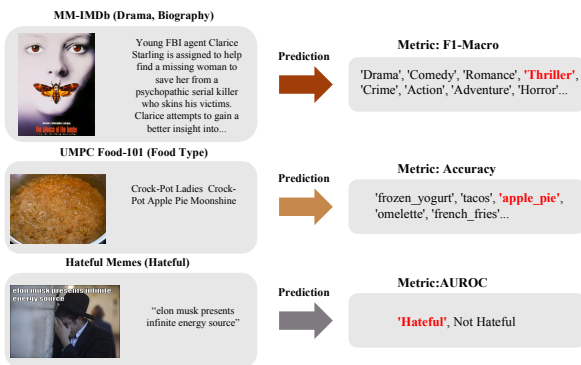 MM-IMDb (Drama, Biography)
Young FBI agent Clarice
Starling is assigned to help
find a missing woman to
save her from a
psychopathic serial killer
who skins his victims.
Clarice attempts to gain a
better insight into...
Prediction
Metric: F1-Macro
'Drama', 'Comedy', 'Romance', 'Thriller',
'Crime', 'Action', 'Adventure', 'Horror'...
UMPC Food-101 (Food Type)
Crock-Pot Ladies Crock-
Pot Apple Pie Moonshine
Prediction
Metric: Accuracy
'frozen_yogurt', 'tacos', 'apple_pie',
'omelette', 'french_fries'...
Hateful Memes (Hateful)
elon musk presents infinite
energy source
“elon musk presents
infinite energy source”
Prediction
Metric:AUROC
'Hateful', Not Hateful